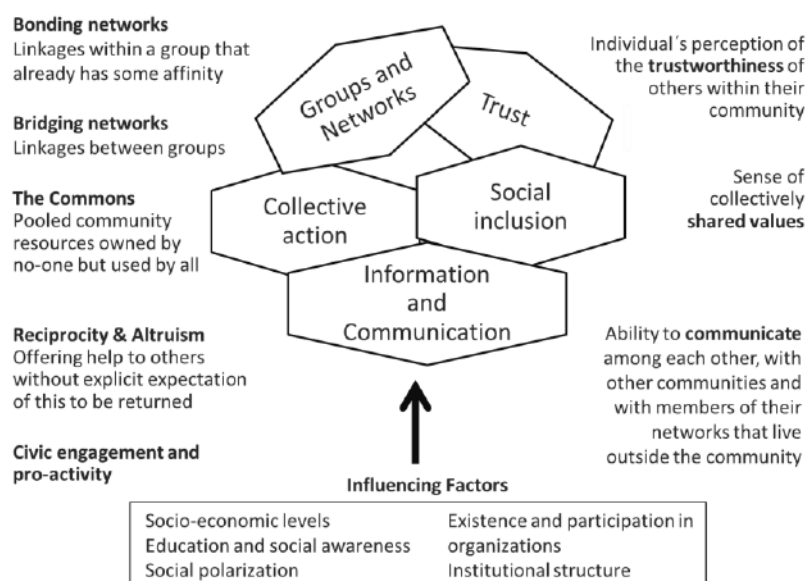 Bonding networks
Linkages within a group that
already has some affinity
Bridging networks
Linkages between groups
The Commons
Pooled community
resources owned by
no-one but used by all
Reciprocity & Altruism
Offering help to others
without explicit expectation
of this to be returned
Civic engagement and
pro-activity
Groups and
Networks
Trust
Collective
action
Social
inclusion
Information
and
Communication
Individual´s perception of
the trustworthiness of
others within their
community
Sense of
collectively
shared values
Ability to communicate
among each other, with
other communities and
with members of their
networks that live
outside the community
Influencing Factors
Socio-economic levels
Education and social awareness
Social polarization
Existence and participation in
organizations
Institutional structure